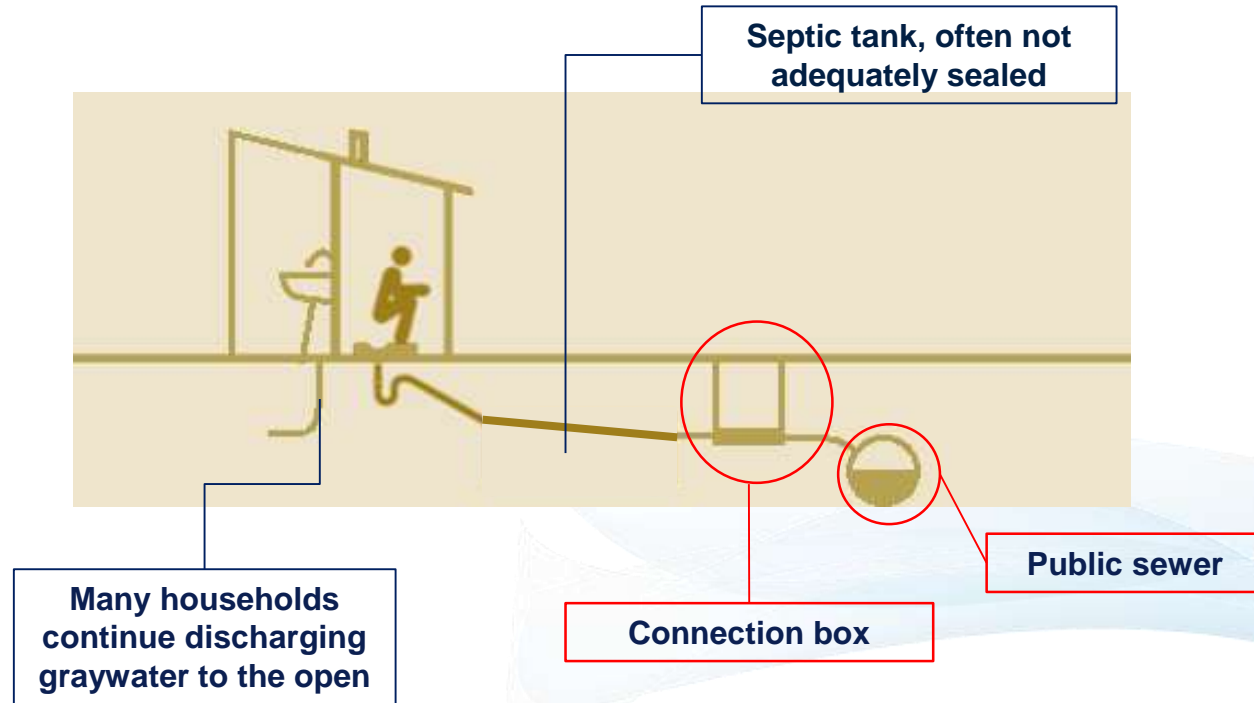 Septic tank, often not
adequately sealed
Public sewer
Connection box
Many households
continue discharging
graywater to the open